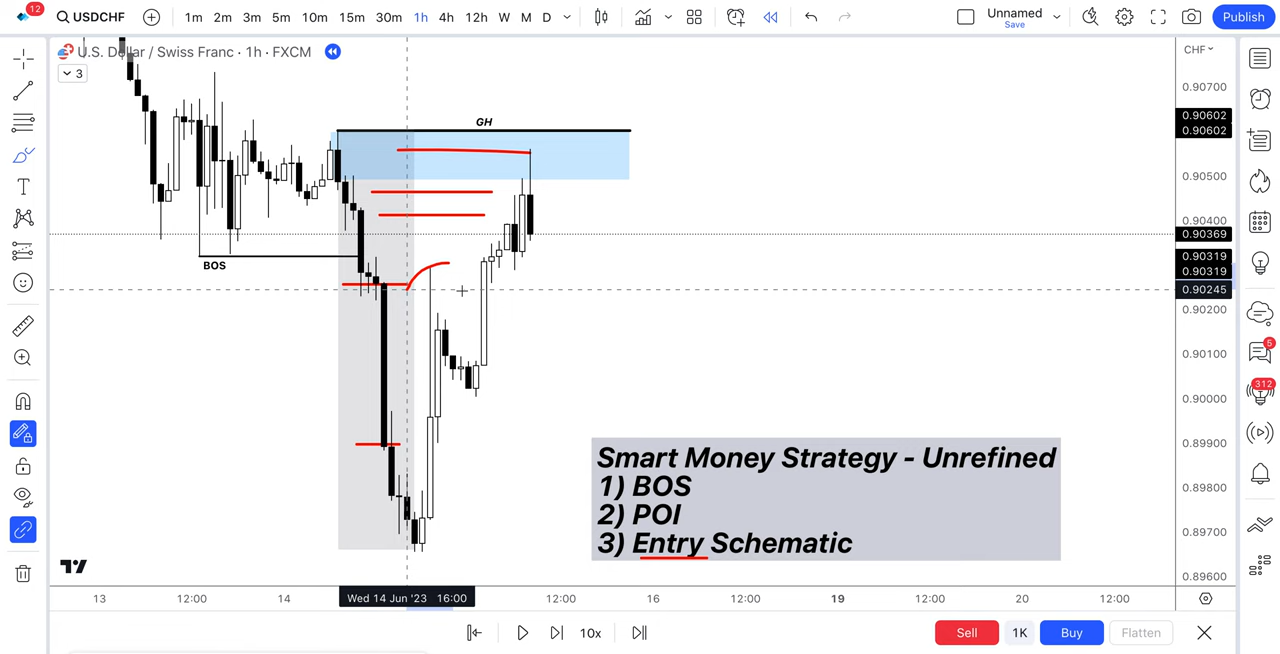 12
USDCHF
1m 2m 3m 5m 10m 15m 30m 1h 4h 12h W M D
Unnamed
Save
Publish
U.S. Dollar / Swiss Franc · 1h · FXCM
CHF
3
0.90700
GH
0.90602
0.90602
0.90500
0.90400
0.90369
BOS
0.90319
0.90319
0.90245
0.90200
0.90100
5
312
0.90000
0.89900
0.89800
0.89700
0.89600
Smart Money Strategy - Unrefined
1) BOS
2) POI
3) Entry Schematic
13 12:00 14 Wed 14 Jun '23 16:00 12:00 16 12:00 19 12:00 20 12:00
10x
Sell 1K Buy Flatten